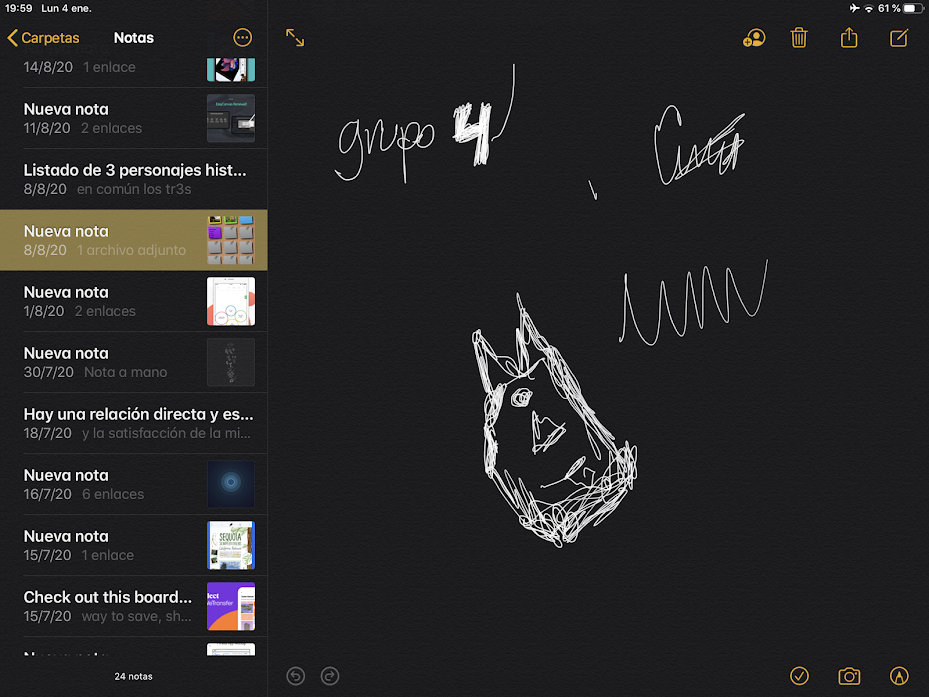 19:59 Lun 4 ene.
61 %
Carpetas
Notas
14/8/20 1 enlace
Nueva nota
11/8/20 2 enlaces
Listado de 3 personajes hist...
8/8/20 en común los tr3s
Nueva nota
8/8/20 1 archivo adjunto
Nueva nota
1/8/20 2 enlaces
Nueva nota
30/7/20 Nota a mano
Hay una relación directa y es...
18/7/20 y la satisfacción de la mi...
Nueva nota
16/7/20 6 enlaces
Nueva nota
15/7/20 1 enlace
SEQUOIA
Check out this board...
15/7/20 way to save, sh...
24 notas
grupo 4